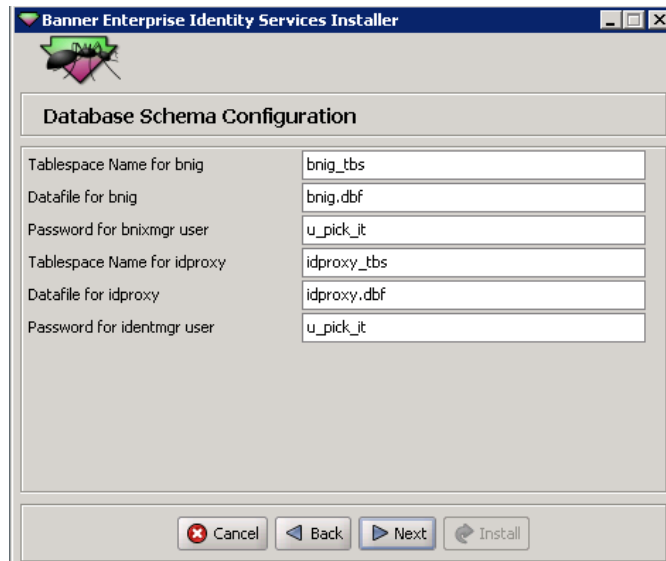 Banner Enterprise Identity Services Installer
Database Schema Configuration
Tablespace Name for bnig bnig_tbs
Datafile for bnig bnig.dbf
Password for bnixmgr user u_pick_it
Tablespace Name for idproxy idproxy_tbs
Datafile for idproxy idproxy.dbf
Password for identmgr user u_pick_it
Cancel Back Next Install